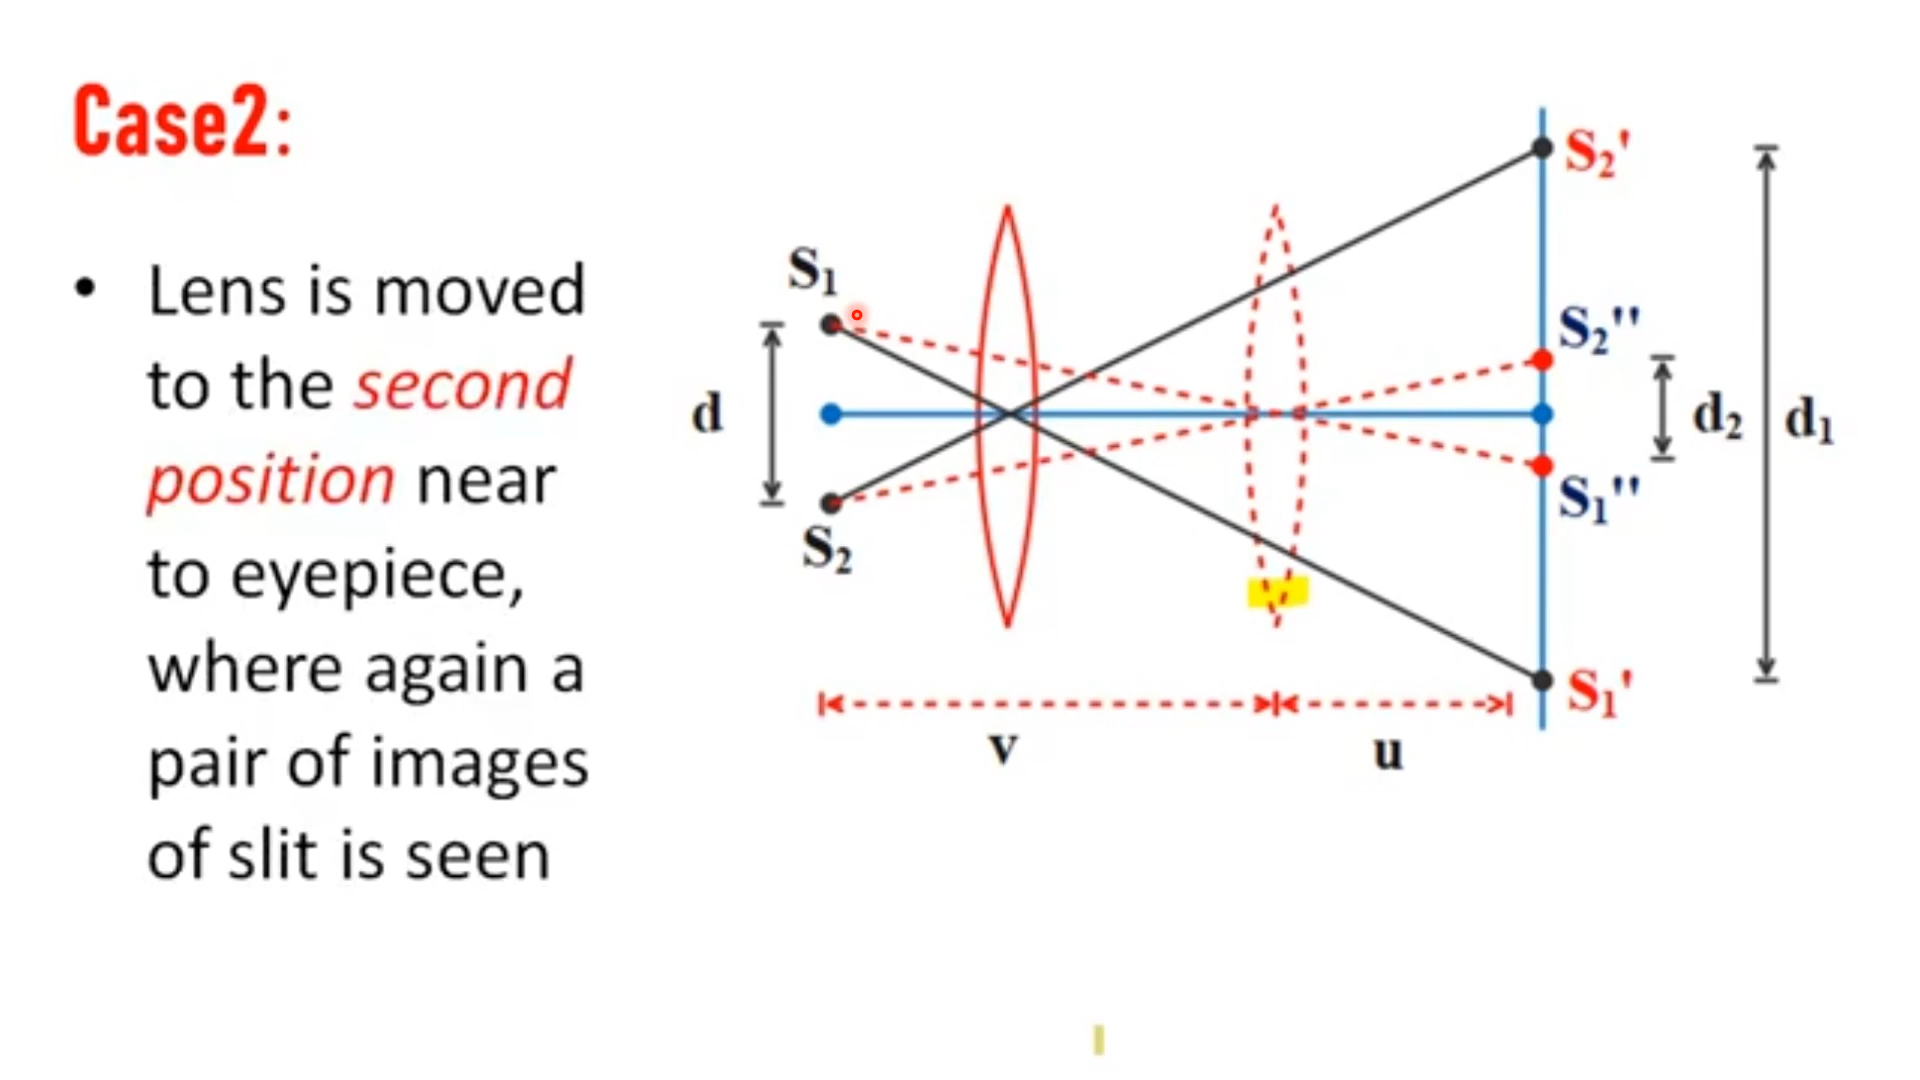 Case2:
• Lens is moved
to the second
position near
to eyepiece,
where again a
pair of images
of slit is seen
S₂'
S₁
S₂''
d
d₂
d₁
S₁''
S₂
S₁'
v
u